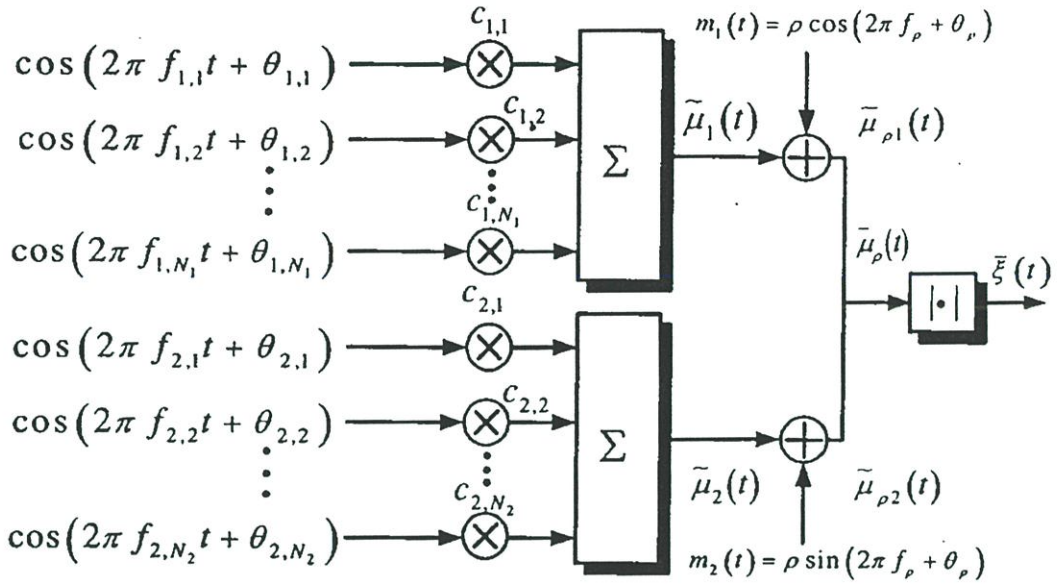 c_{1,1}
m_1(t) = ρ cos(2π f_ρ + θ_ρ)
cos(2π f_{1,1} t + θ_{1,1})
c_{1,2}
cos(2π f_{1,2} t + θ_{1,2})
Σ
μ̃_1(t)
μ̃_{ρ1}(t)
c_{1,N_1}
cos(2π f_{1,N_1} t + θ_{1,N_1})
μ̃_ρ(t)
|•|
ξ̃(t)
c_{2,1}
cos(2π f_{2,1} t + θ_{2,1})
c_{2,2}
cos(2π f_{2,2} t + θ_{2,2})
Σ
μ̃_2(t)
μ̃_{ρ2}(t)
c_{2,N_2}
cos(2π f_{2,N_2} t + θ_{2,N_2})
m_2(t) = ρ sin(2π f_ρ + θ_ρ)